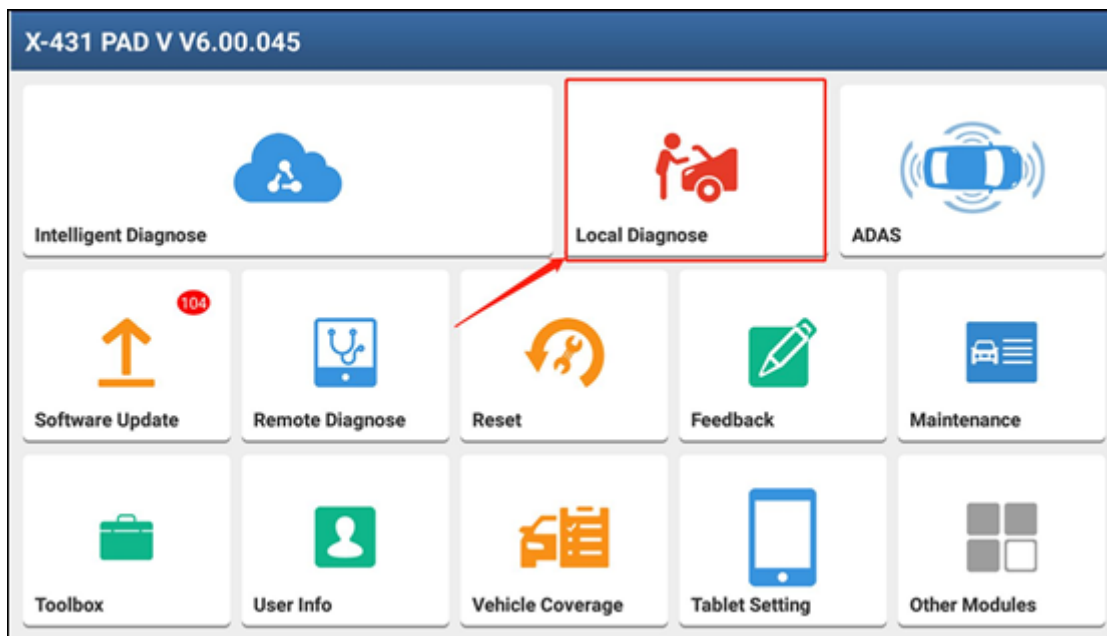 X-431 PAD V V6.00.045
Intelligent Diagnose
Local Diagnose
ADAS
104
Software Update
Remote Diagnose
Reset
Feedback
Maintenance
Toolbox
User Info
Vehicle Coverage
Tablet Setting
Other Modules